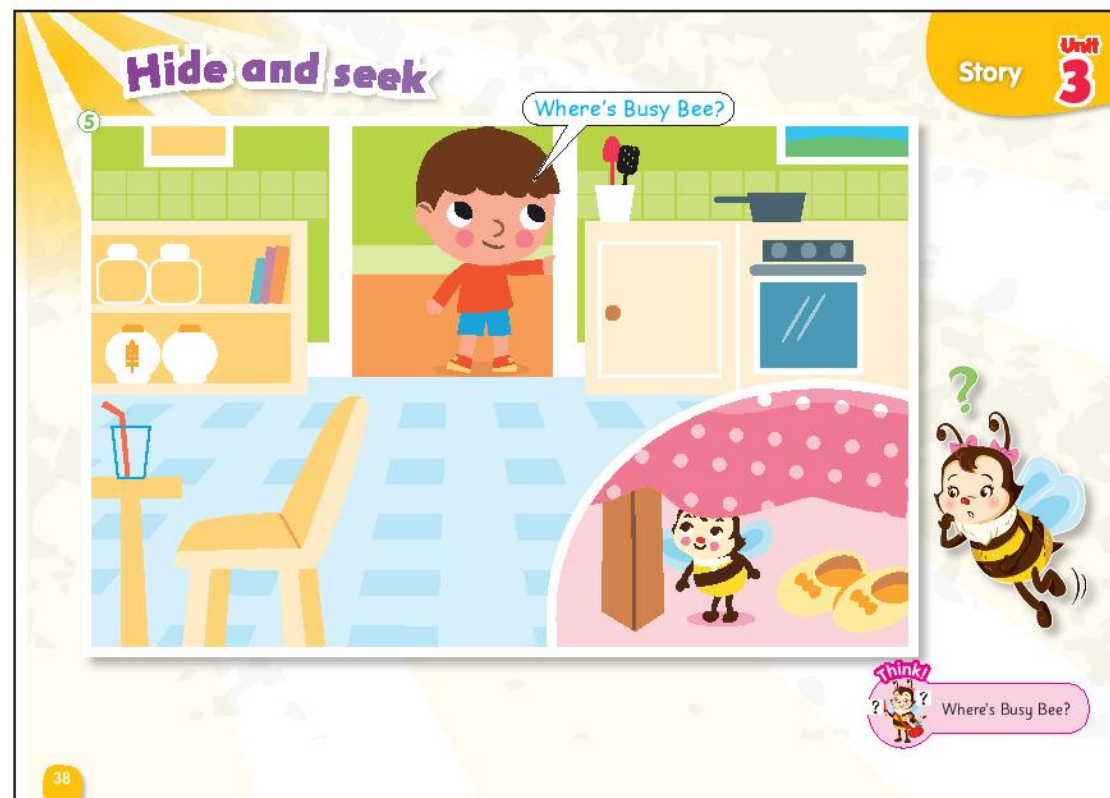 Hide and seek
Story
Unit
3
5
Where's Busy Bee?
?
Think!
? ?
Where's Busy Bee?
38